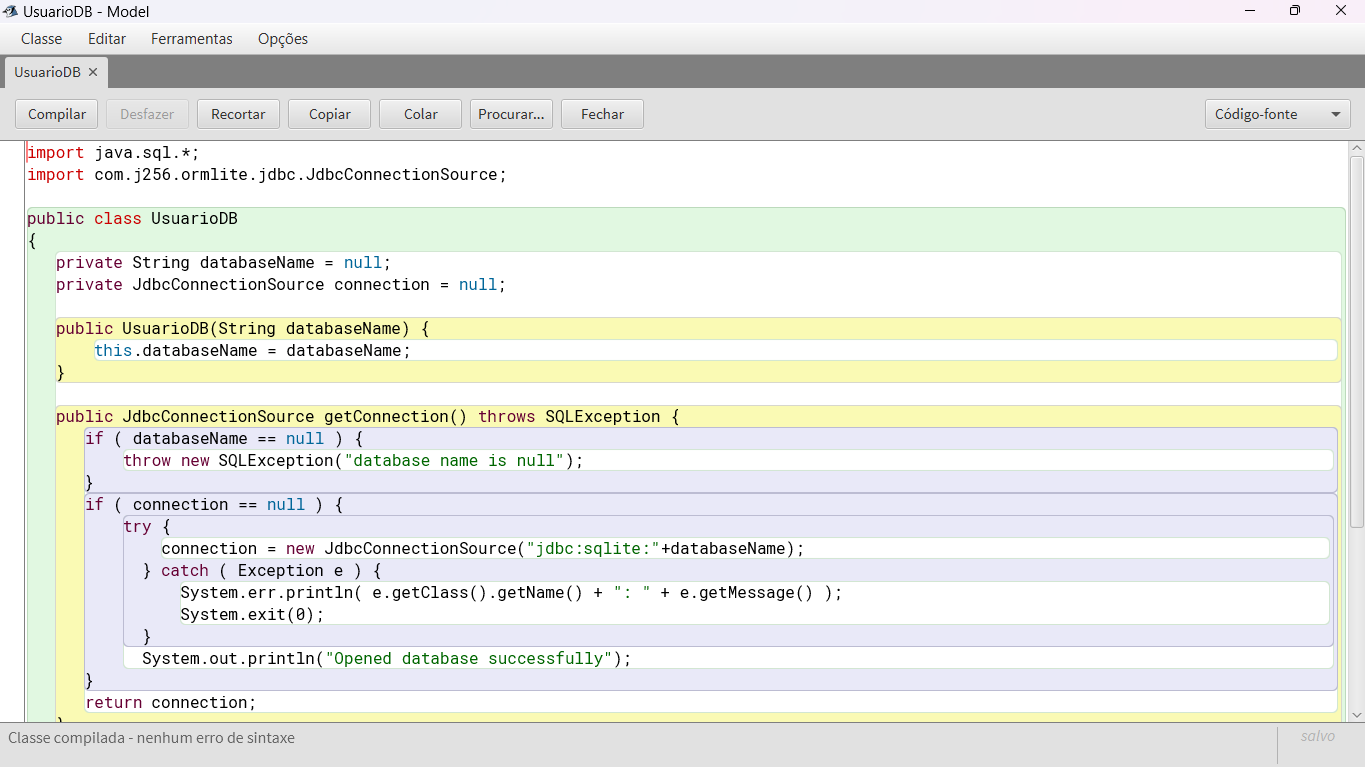 UsuarioDB - Model
Classe Editar Ferramentas Opções
UsuarioDB
Compilar Desfazer Recortar Copiar Colar Procurar... Fechar Código-fonte
import java.sql.*;
import com.j256.ormlite.jdbc.JdbcConnectionSource;
public class UsuarioDB
{
private String databaseName = null;
private JdbcConnectionSource connection = null;
public UsuarioDB(String databaseName) {
this.databaseName = databaseName;
}
public JdbcConnectionSource getConnection() throws SQLException {
if ( databaseName == null ) {
throw new SQLException("database name is null");
}
if ( connection == null ) {
try {
connection = new JdbcConnectionSource("jdbc:sqlite:"+databaseName);
} catch ( Exception e ) {
System.err.println( e.getClass().getName() + ": " + e.getMessage() );
System.exit(0);
}
System.out.println("Opened database successfully");
}
return connection;
}
Classe compilada - nenhum erro de sintaxe
salvo